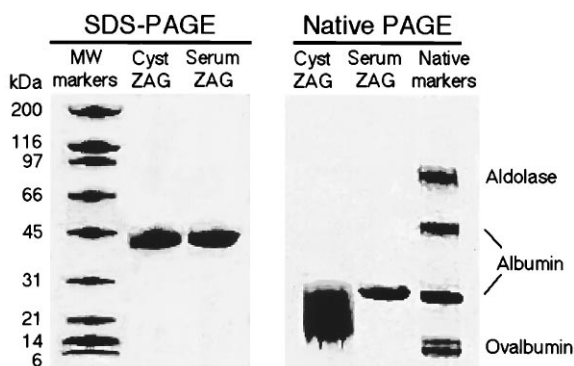 SDS-PAGE
Native PAGE
MW markers
Cyst ZAG
Serum ZAG
Cyst ZAG
Serum ZAG
Native markers
kDa
200
116
97
66
45
31
21
14
6
Aldolase
Albumin
Ovalbumin